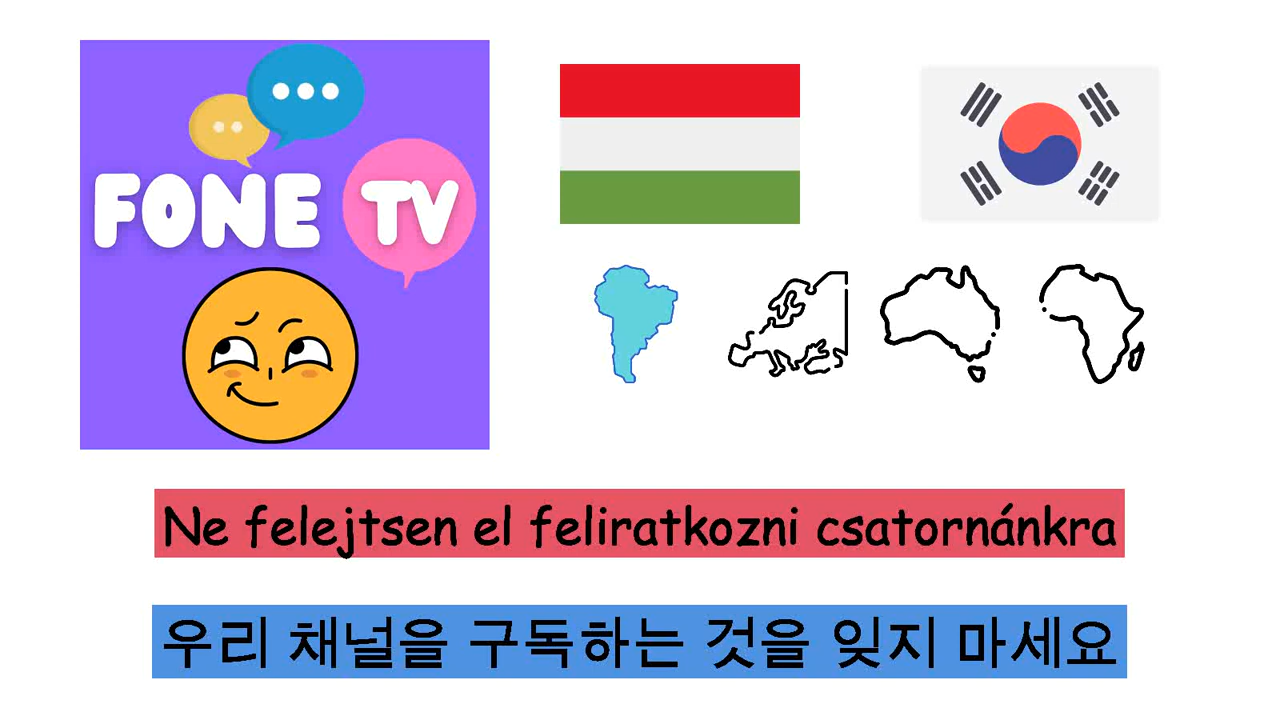 FONE TV
Ne felejtsen el feliratkozni csatornánkra
우리 채널을 구독하는 것을 잊지 마세요